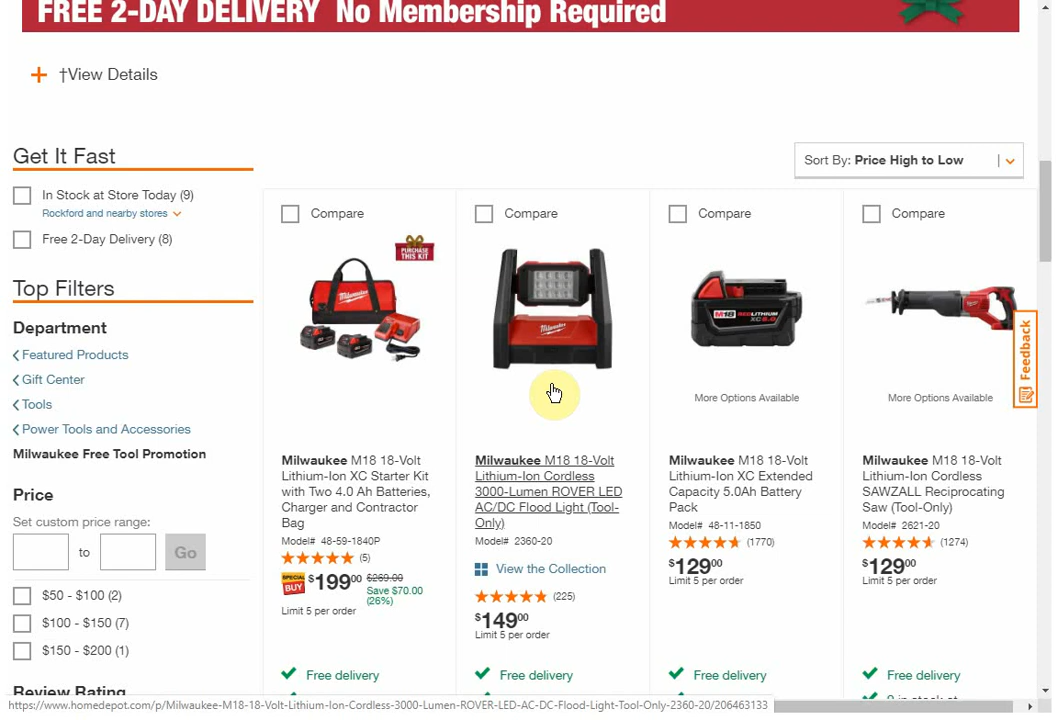 FREE 2-DAY DELIVERY No Membership Required
+ †View Details
Get It Fast
In Stock at Store Today (9)
Rockford and nearby stores
Free 2-Day Delivery (8)
Top Filters
Department
Featured Products
Gift Center
Tools
Power Tools and Accessories
Milwaukee Free Tool Promotion
Price
Set custom price range:
to
Go
$50 - $100 (2)
$100 - $150 (7)
$150 - $200 (1)
Review Rating
Sort By: Price High to Low
Compare
PURCHASE
THIS KIT
Milwaukee
Milwaukee M18 18-Volt
Lithium-Ion XC Starter Kit
with Two 4.0 Ah Batteries,
Charger and Contractor
Bag
Model# 48-59-1840P
(5)
SPECIAL
BUY
$199.00
$269.00
Save $70.00
(26%)
Limit 5 per order
Free delivery
Compare
Milwaukee
Milwaukee M18 18-Volt
Lithium-Ion Cordless
3000-Lumen ROVER LED
AC/DC Flood Light (Tool-
Only)
Model# 2360-20
View the Collection
(225)
$149.00
Limit 5 per order
Free delivery
Compare
M18 REDLITHIUM
XC 5.0
More Options Available
Milwaukee M18 18-Volt
Lithium-Ion XC Extended
Capacity 5.0Ah Battery
Pack
Model# 48-11-1850
(1770)
$129.00
Limit 5 per order
Free delivery
Compare
More Options Available
Milwaukee M18 18-Volt
Lithium-Ion Cordless
SAWZALL Reciprocating
Saw (Tool-Only)
Model# 2621-20
(1274)
$129.00
Limit 5 per order
Free delivery
Feedback
https://www.homedepot.com/p/Milwaukee-M18-18-Volt-Lithium-Ion-Cordless-3000-Lumen-ROVER-LED-AC-DC-Flood-Light-Tool-Only-2360-20/206463133